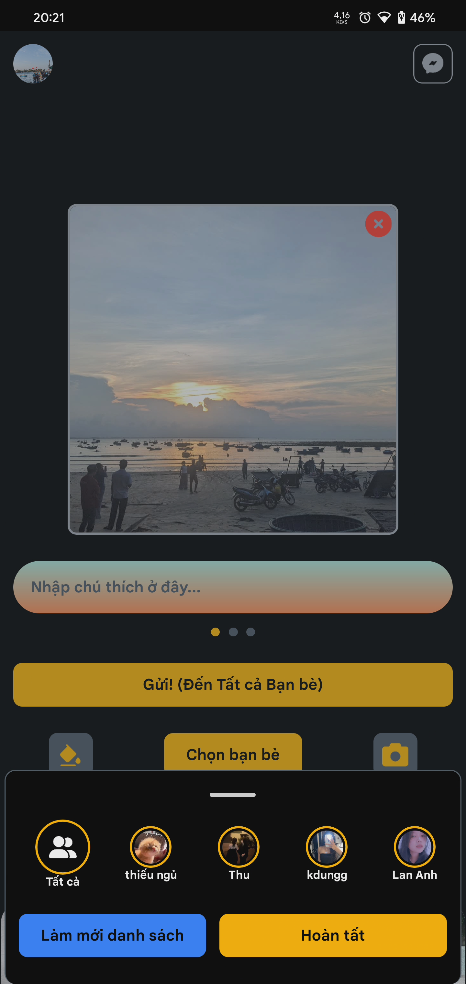 20:21
4,16
KB/s
46%
Nhập chú thích ở đây...
Gửi! (Đến Tất cả Bạn bè)
Chọn bạn bè
Tất cả
thiếu ngủ
Thu
kdungg
Lan Anh
Làm mới danh sách
Hoàn tất